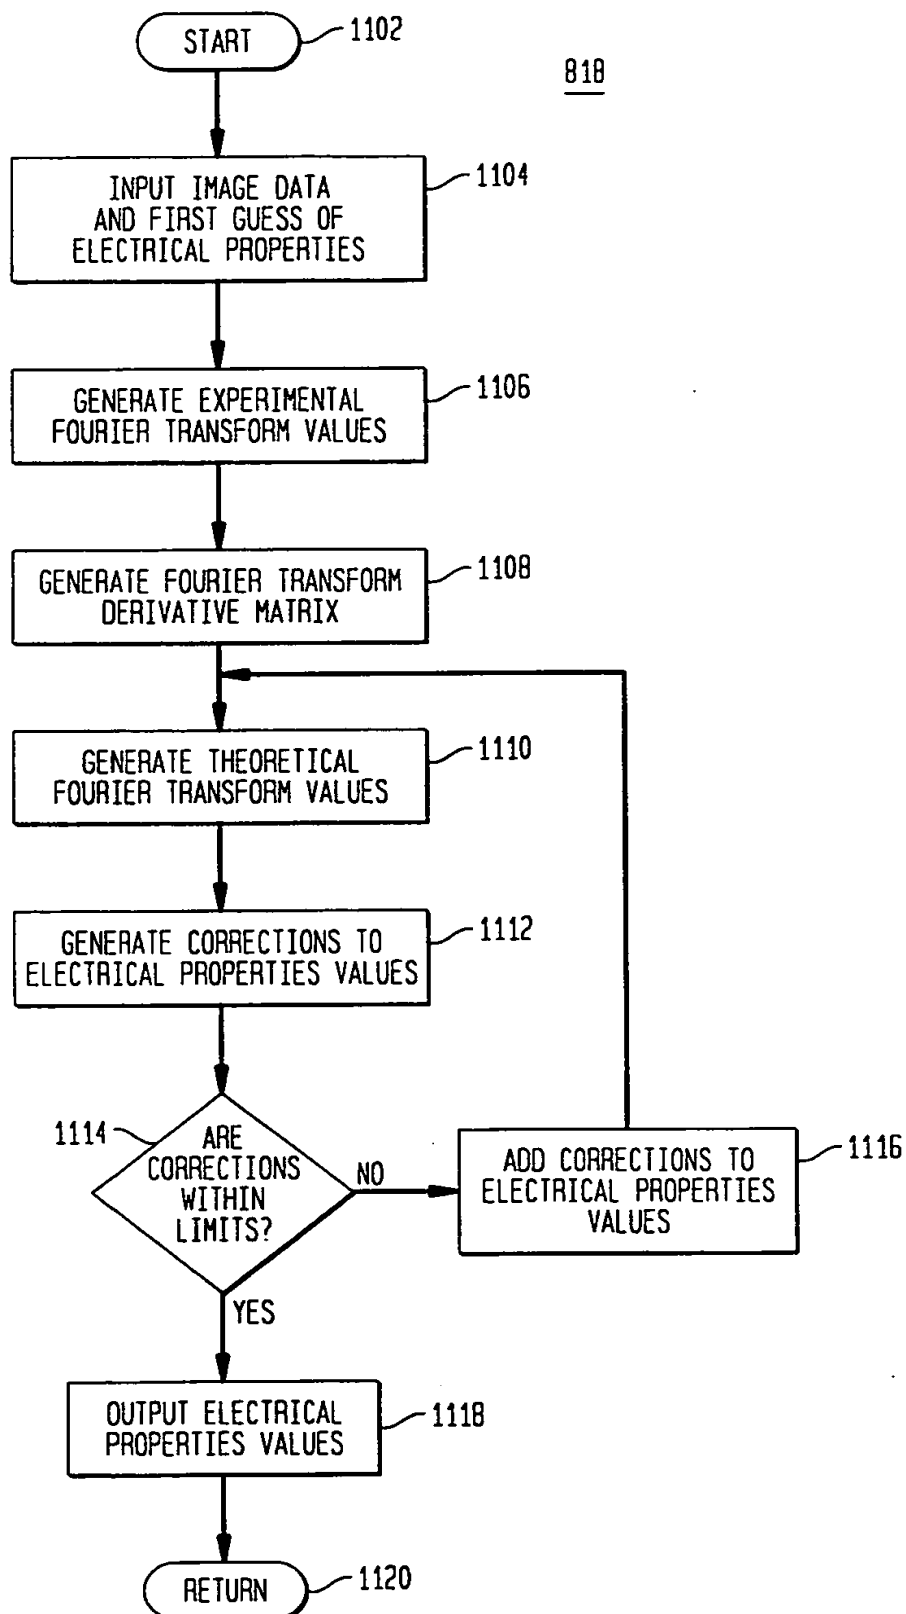 START
1102
818
INPUT IMAGE DATA
AND FIRST GUESS OF
ELECTRICAL PROPERTIES
1104
GENERATE EXPERIMENTAL
FOURIER TRANSFORM VALUES
1106
GENERATE FOURIER TRANSFORM
DERIVATIVE MATRIX
1108
GENERATE THEORETICAL
FOURIER TRANSFORM VALUES
1110
GENERATE CORRECTIONS TO
ELECTRICAL PROPERTIES VALUES
1112
1114
ARE
CORRECTIONS
WITHIN
LIMITS?
NO
ADD CORRECTIONS TO
ELECTRICAL PROPERTIES
VALUES
1116
YES
OUTPUT ELECTRICAL
PROPERTIES VALUES
1118
RETURN
1120